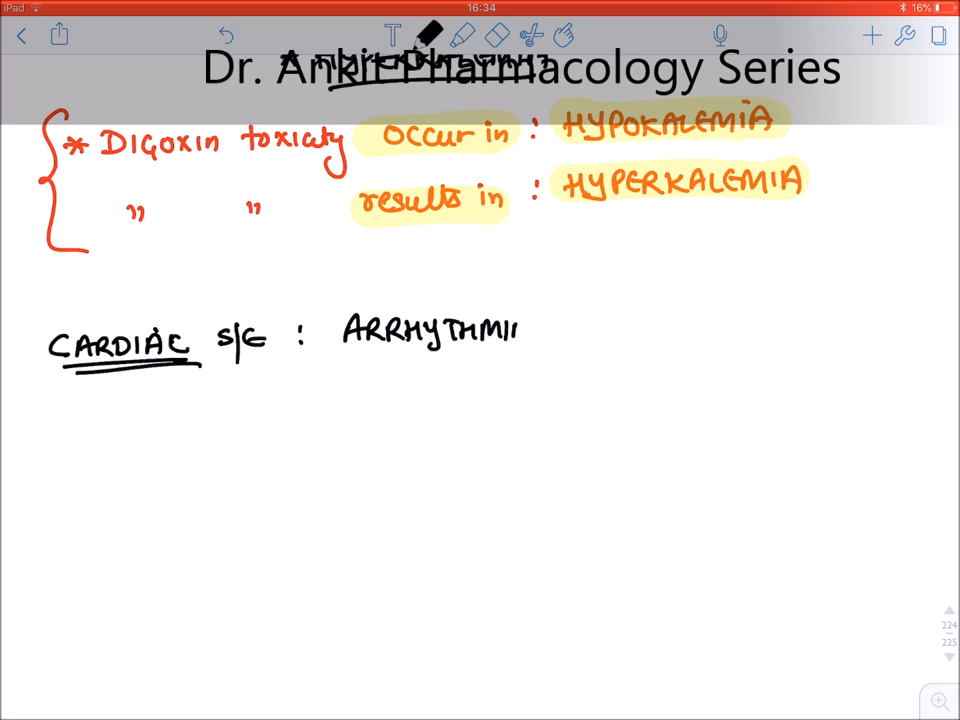 iPad 16:34 16%
Dr. Ankit Pharmacology Series
* DIGOXIN toxicity occur in : HYPOKALEMIA
" " results in : HYPERKALEMIA
CARDIAC S/E : ARRHYTHMI
224
225